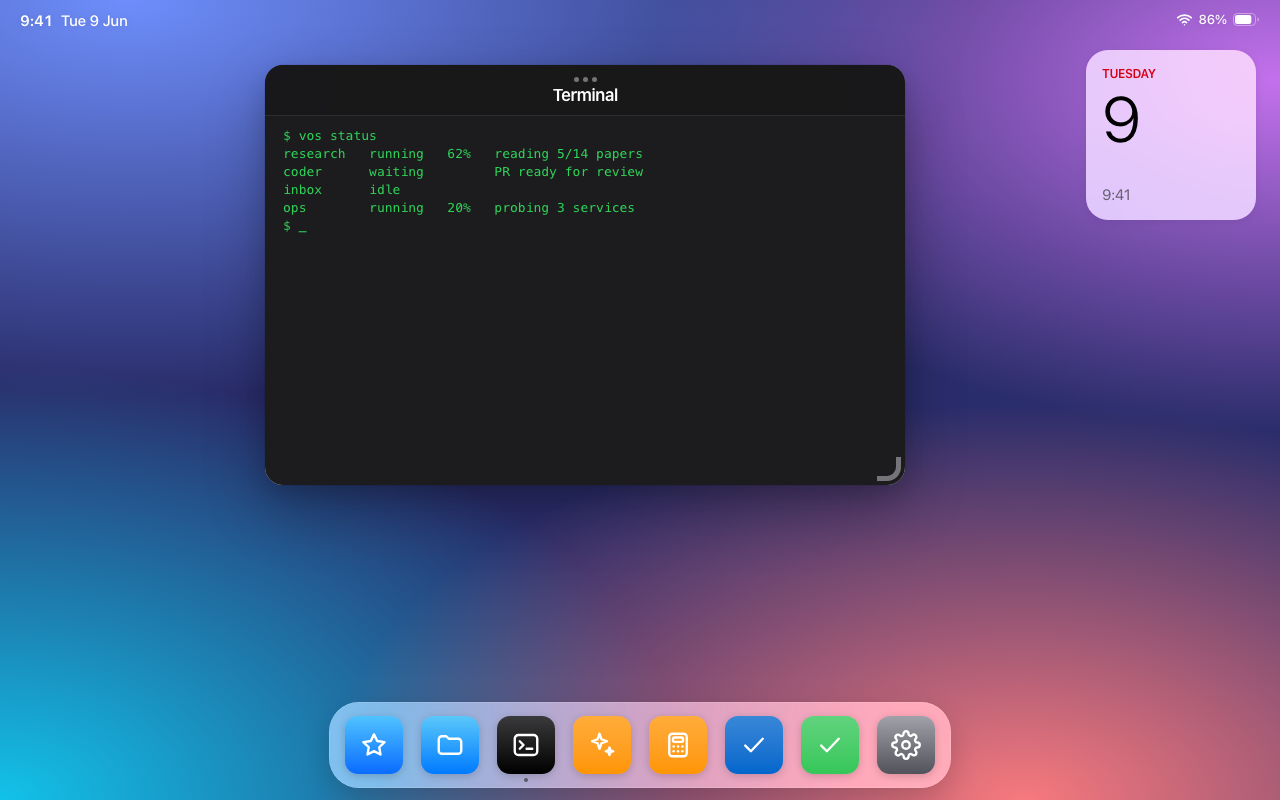 9:41 Tue 9 Jun
86%
Terminal
$ vos status
research running 62% reading 5/14 papers
coder waiting PR ready for review
inbox idle
ops running 20% probing 3 services
$ _
TUESDAY
9
9:41